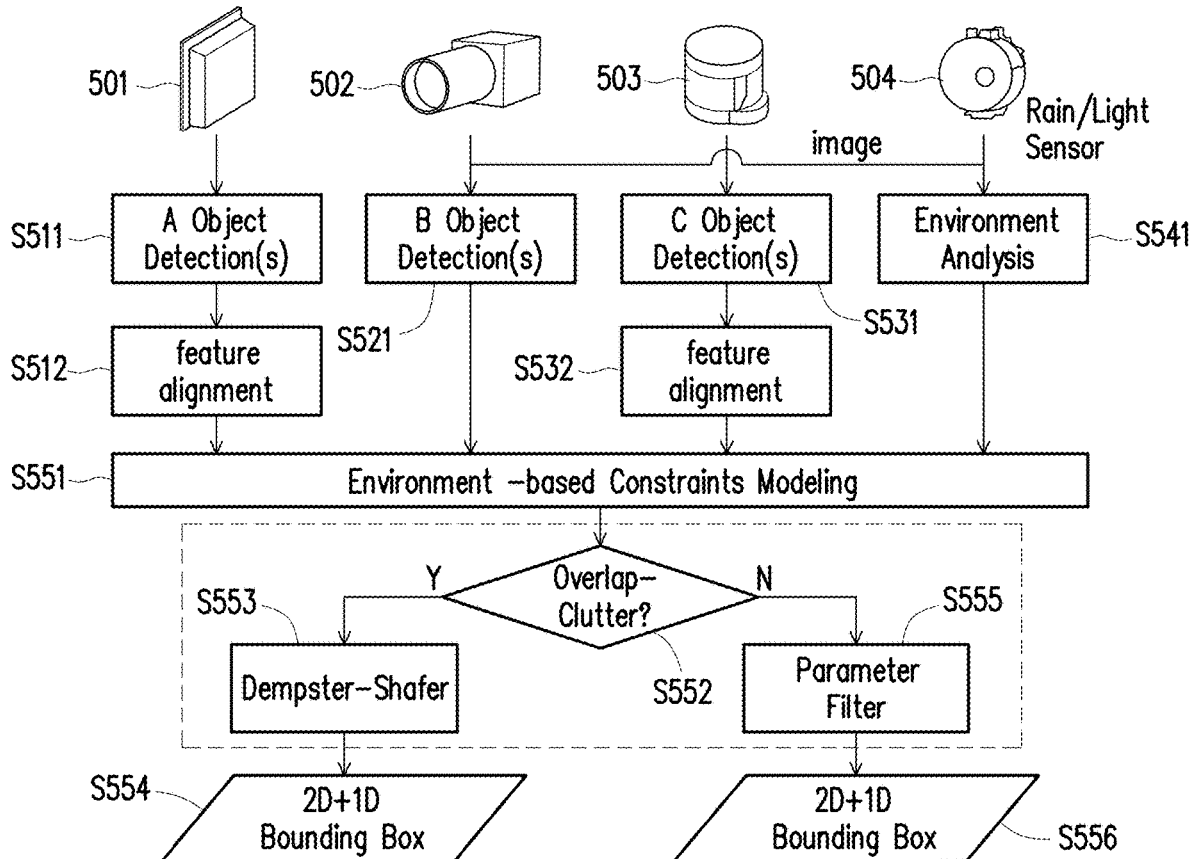 501
502
503
504
Rain/Light
Sensor
image
S511
A Object
Detection(s)
B Object
Detection(s)
C Object
Detection(s)
Environment
Analysis
S541
S521
S531
S512
feature
alignment
S532
feature
alignment
S551
Environment -based Constraints Modeling
Y
Overlap-
Clutter?
N
S553
S555
S552
Dempster-Shafer
Parameter
Filter
S554
2D+1D
Bounding Box
2D+1D
Bounding Box
S556